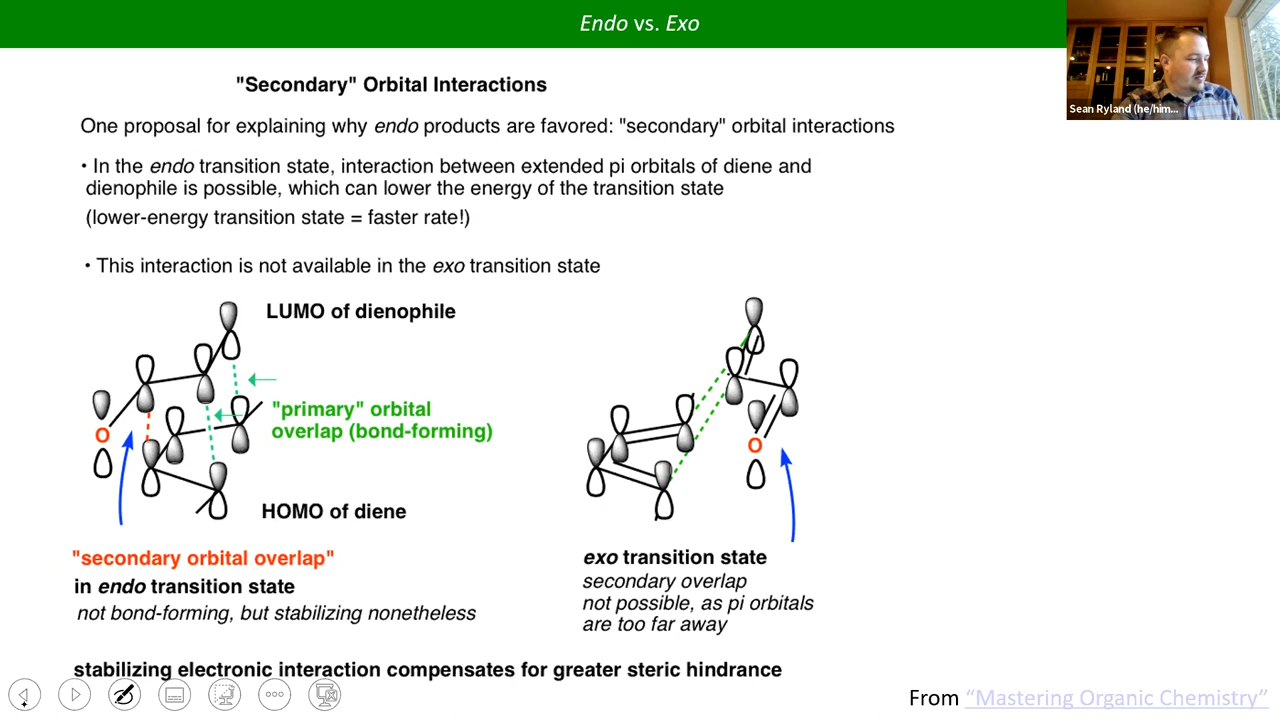 Endo vs. Exo
Sean Ryland (he/him...
"Secondary" Orbital Interactions
One proposal for explaining why endo products are favored: "secondary" orbital interactions
• In the endo transition state, interaction between extended pi orbitals of diene and
dienophile is possible, which can lower the energy of the transition state
(lower-energy transition state = faster rate!)
• This interaction is not available in the exo transition state
LUMO of dienophile
"primary" orbital
overlap (bond-forming)
O
O
HOMO of diene
"secondary orbital overlap"
in endo transition state
not bond-forming, but stabilizing nonetheless
exo transition state
secondary overlap
not possible, as pi orbitals
are too far away
stabilizing electronic interaction compensates for greater steric hindrance
From "Mastering Organic Chemistry"